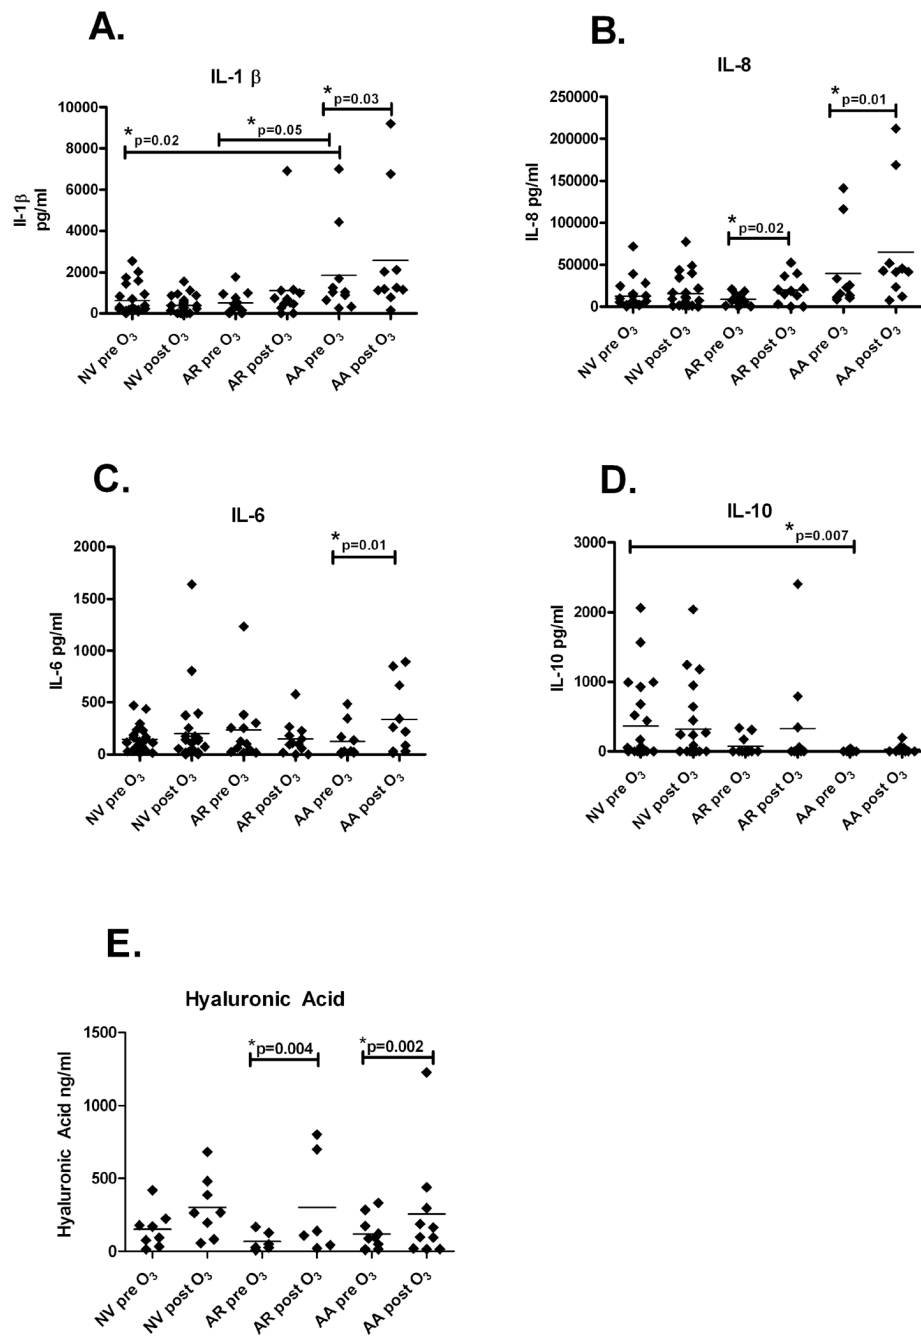 A.
IL-1 β
Il-1β
pg/ml
10000
8000
6000
4000
2000
0
* p=0.02
* p=0.05
* p=0.03
NV pre O3
NV post O3
AR pre O3
AR post O3
AA pre O3
AA post O3
B.
IL-8
IL-8 pg/ml
250000
200000
150000
100000
50000
0
* p=0.02
* p=0.01
NV pre O3
NV post O3
AR pre O3
AR post O3
AA pre O3
AA post O3
C.
IL-6
IL-6 pg/ml
2000
1500
1000
500
0
* p=0.01
NV pre O3
NV post O3
AR pre O3
AR post O3
AA pre O3
AA post O3
D.
IL-10
IL-10 pg/ml
3000
2000
1000
0
* p=0.007
NV pre O3
NV post O3
AR pre O3
AR post O3
AA pre O3
AA post O3
E.
Hyaluronic Acid
Hyaluronic Acid ng/ml
1500
1000
500
0
*p=0.004
*p=0.002
NV pre O3
NV post O3
AR pre O3
AR post O3
AA pre O3
AA post O3